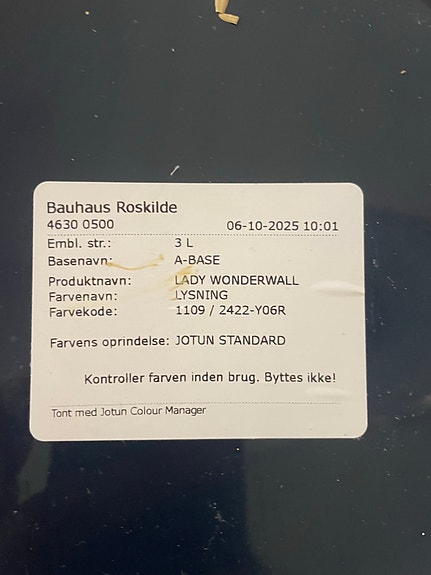 Bauhaus Roskilde
4630 0500 06-10-2025 10:01
Embl. str.: 3 L
Basenavn: A-BASE
Produktnavn: LADY WONDERWALL
Farvenavn: LYSNING
Farvekode: 1109 / 2422-Y06R
Farvens oprindelse: JOTUN STANDARD
Kontroller farven inden brug. Byttes ikke!
Tont med Jotun Colour Manager